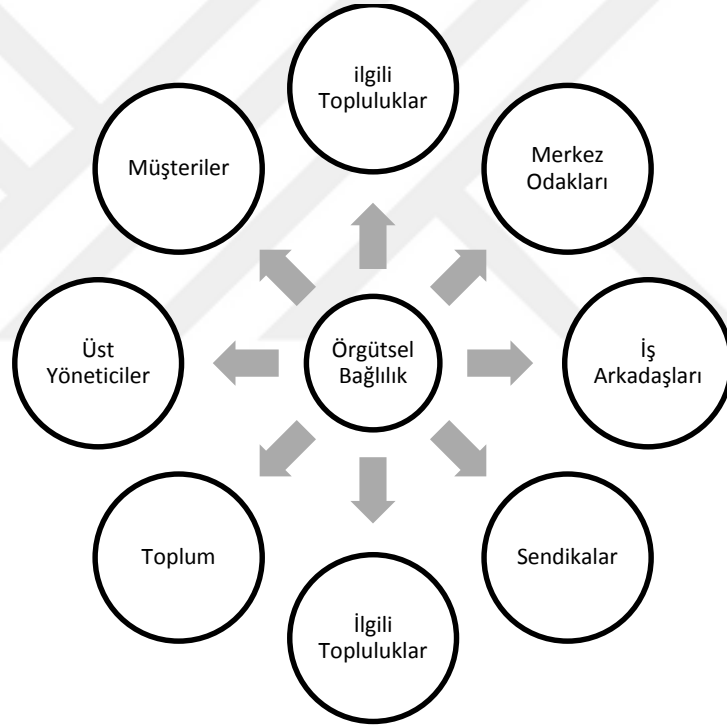 ilgili
Topluluklar
Müşteriler
Merkez
Odakları
Üst
Yöneticiler
Örgütsel
Bağlılık
İş
Arkadaşları
Toplum
Sendikalar
İlgili
Topluluklar